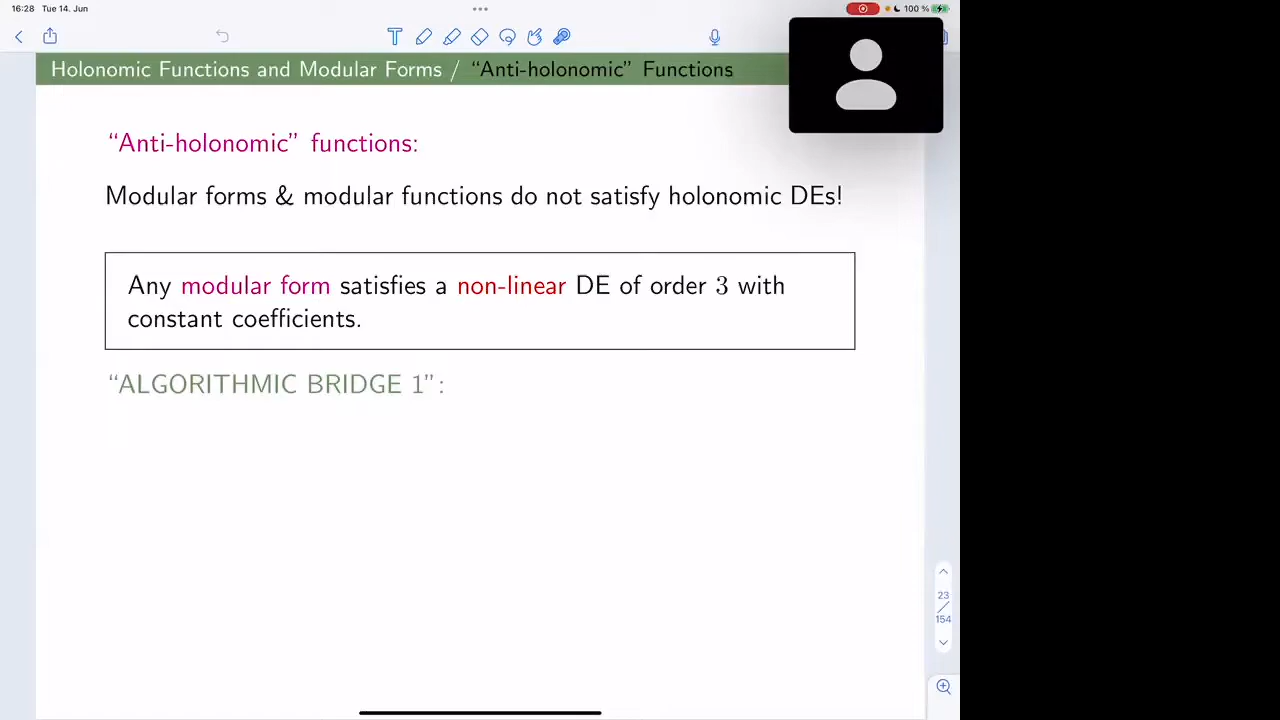 16:28 Tue 14. Jun
100 %
Holonomic Functions and Modular Forms / “Anti-holonomic” Functions
“Anti-holonomic” functions:
Modular forms & modular functions do not satisfy holonomic DEs!
Any modular form satisfies a non-linear DE of order 3 with
constant coefficients.
“ALGORITHMIC BRIDGE 1”:
23
154